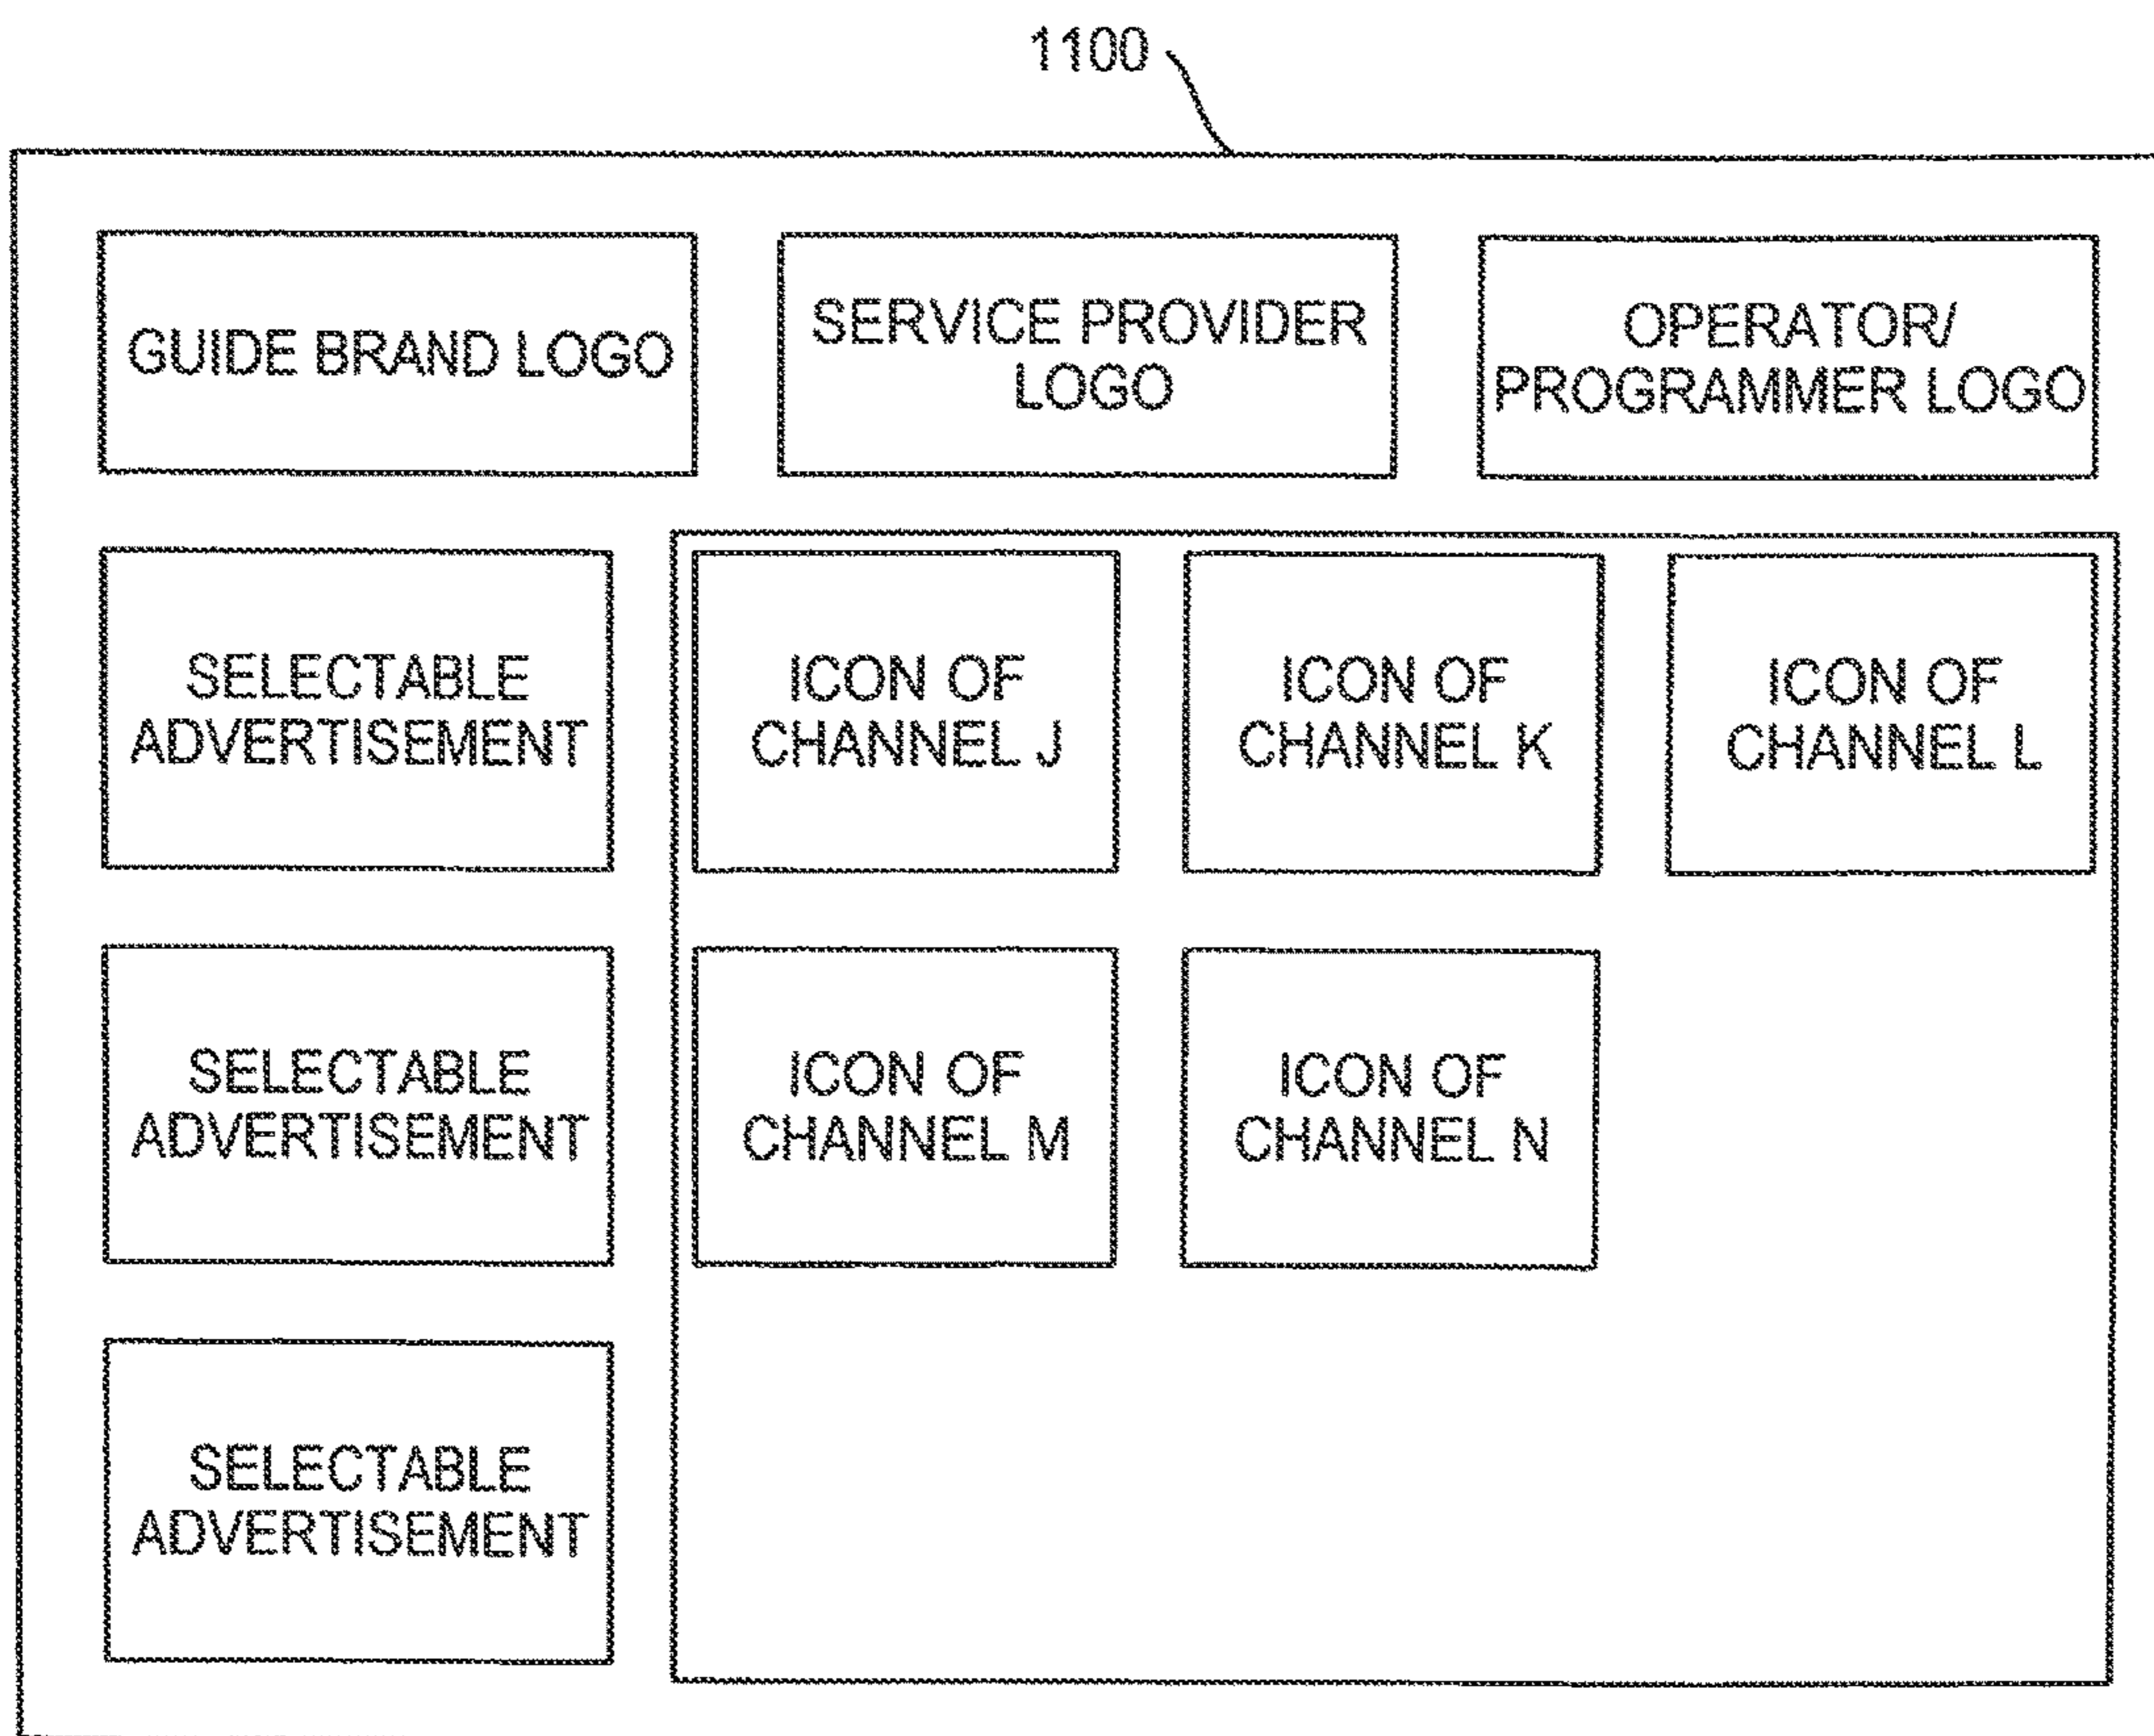 1100
GUIDE BRAND LOGO
SERVICE PROVIDER
LOGO
OPERATOR/
PROGRAMMER LOGO
SELECTABLE
ADVERTISEMENT
ICON OF
CHANNEL J
ICON OF
CHANNEL K
ICON OF
CHANNEL L
SELECTABLE
ADVERTISEMENT
ICON OF
CHANNEL M
ICON OF
CHANNEL N
SELECTABLE
ADVERTISEMENT